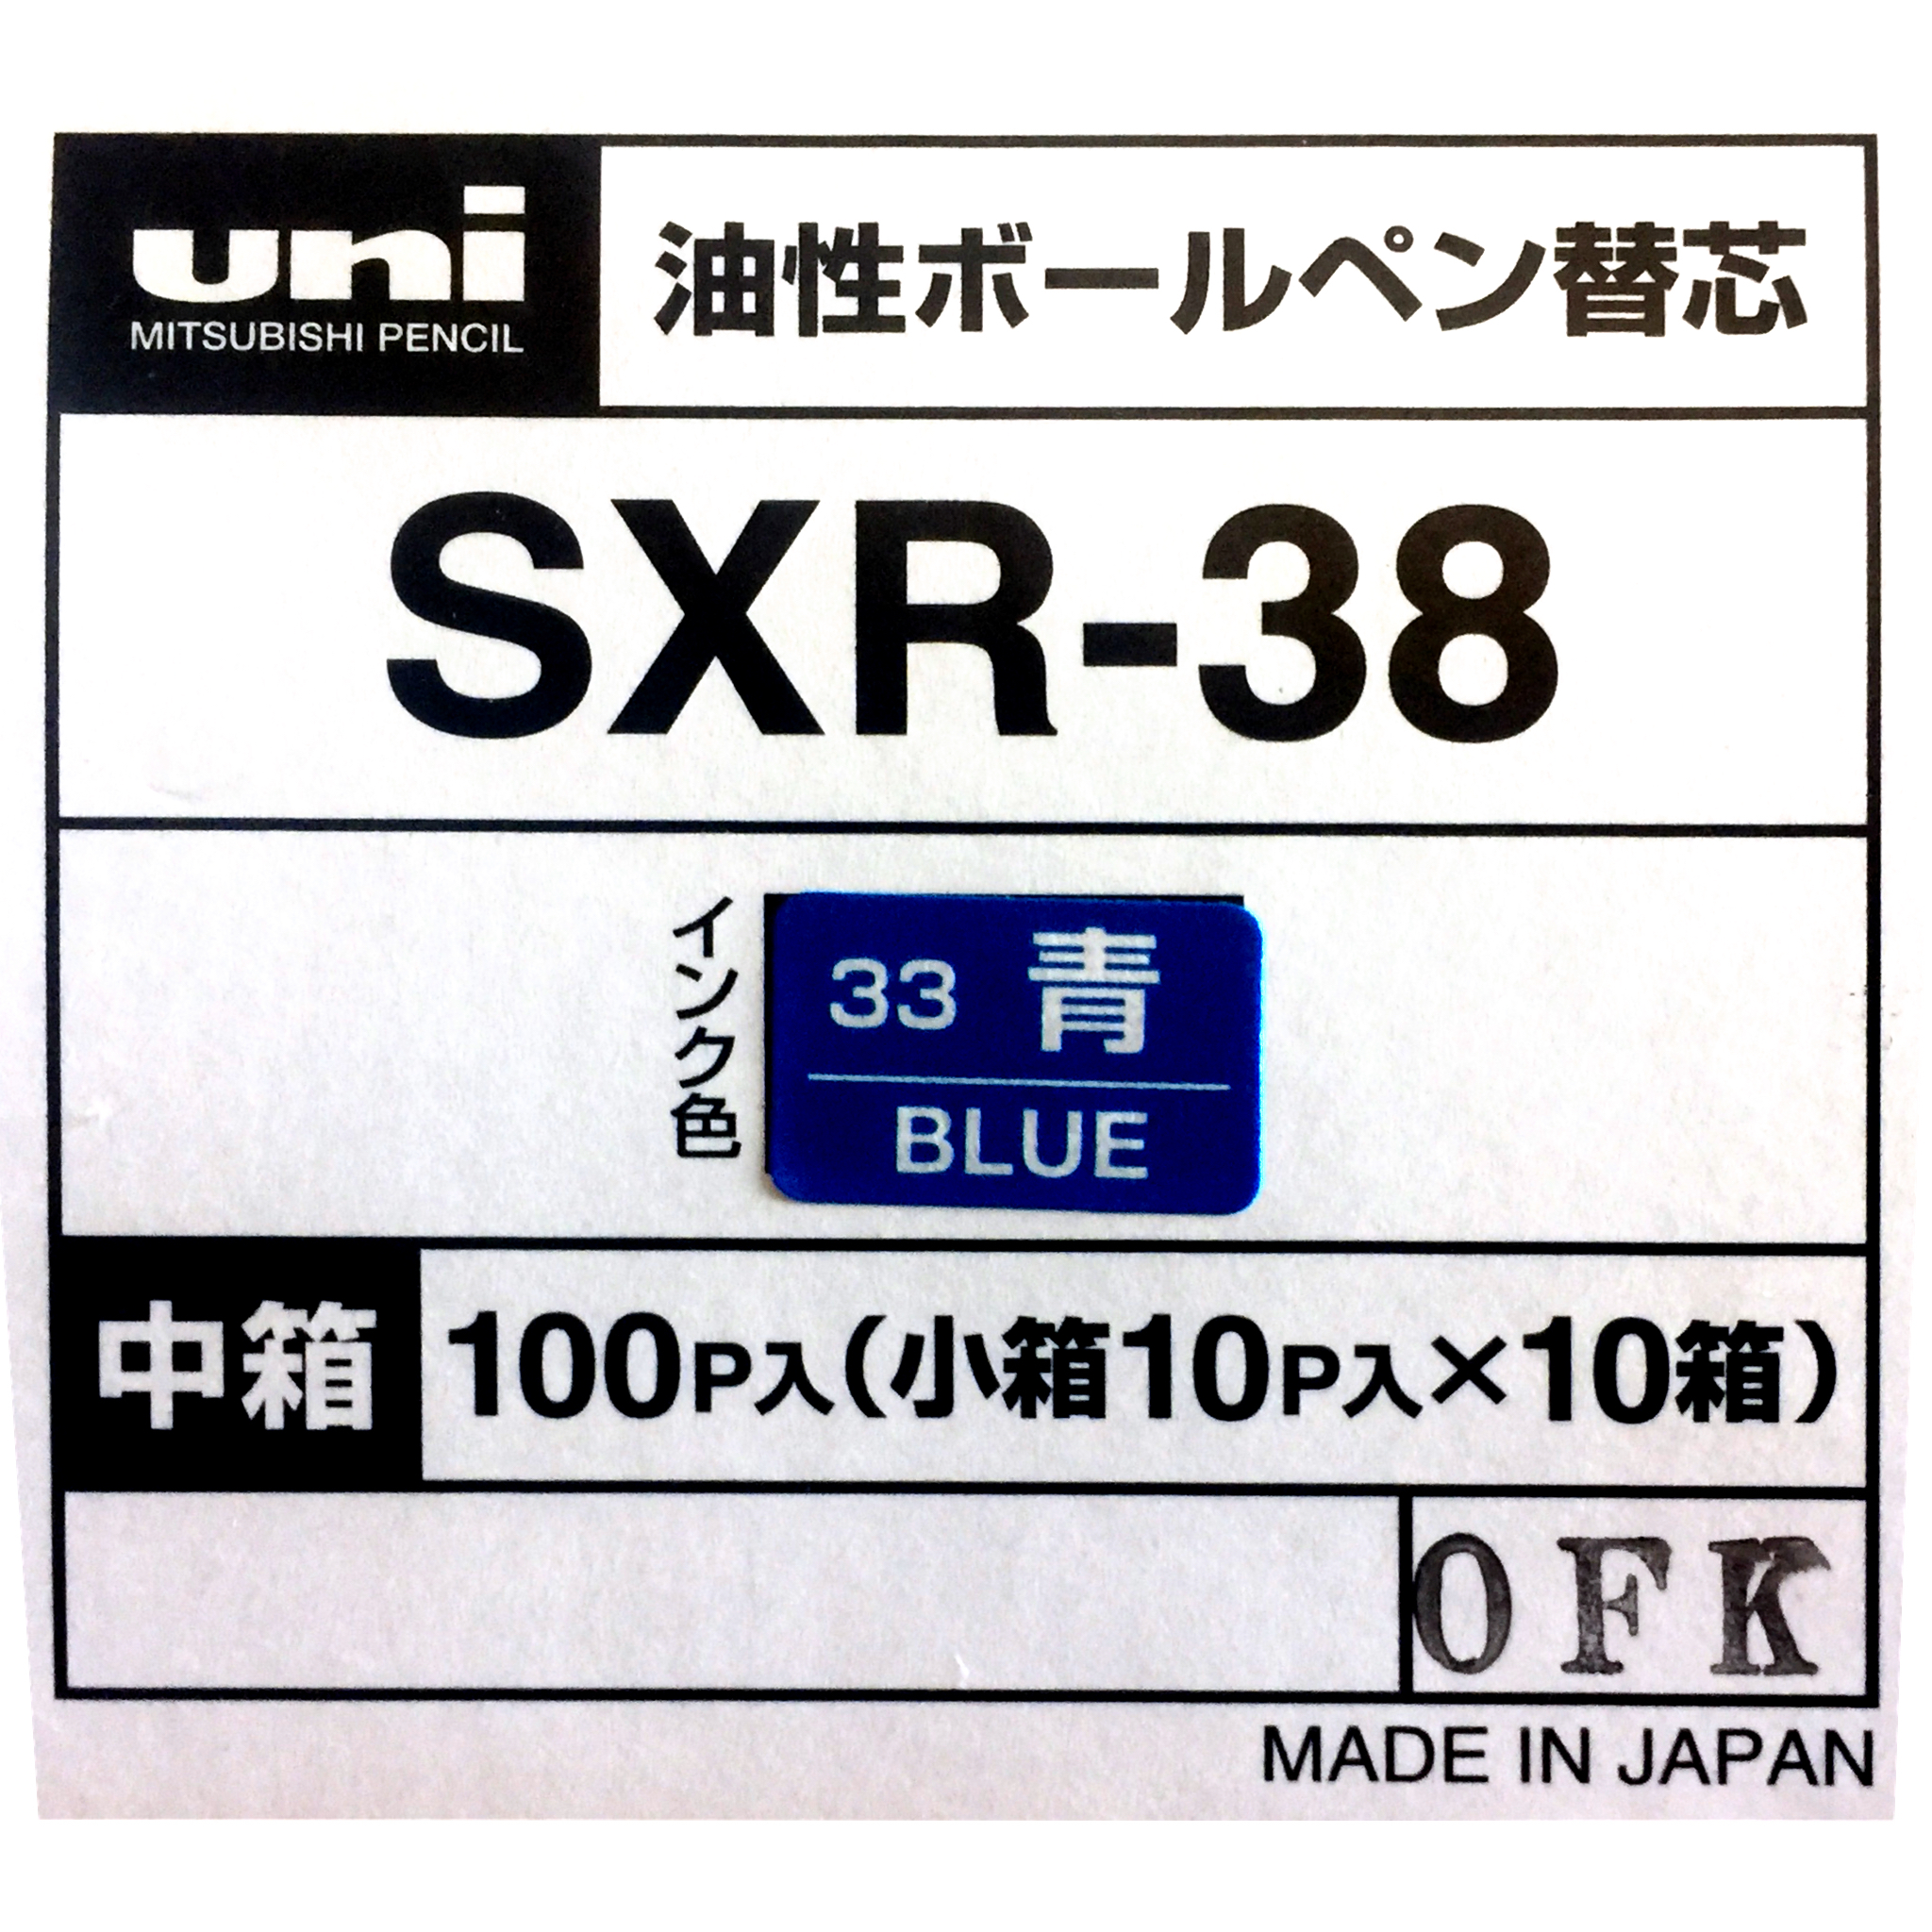 uni
MITSUBISHI PENCIL
油性ボールペン替芯
SXR-38
インク色
33 青
BLUE
中箱
100P入(小箱10P入×10箱)
OFK
MADE IN JAPAN